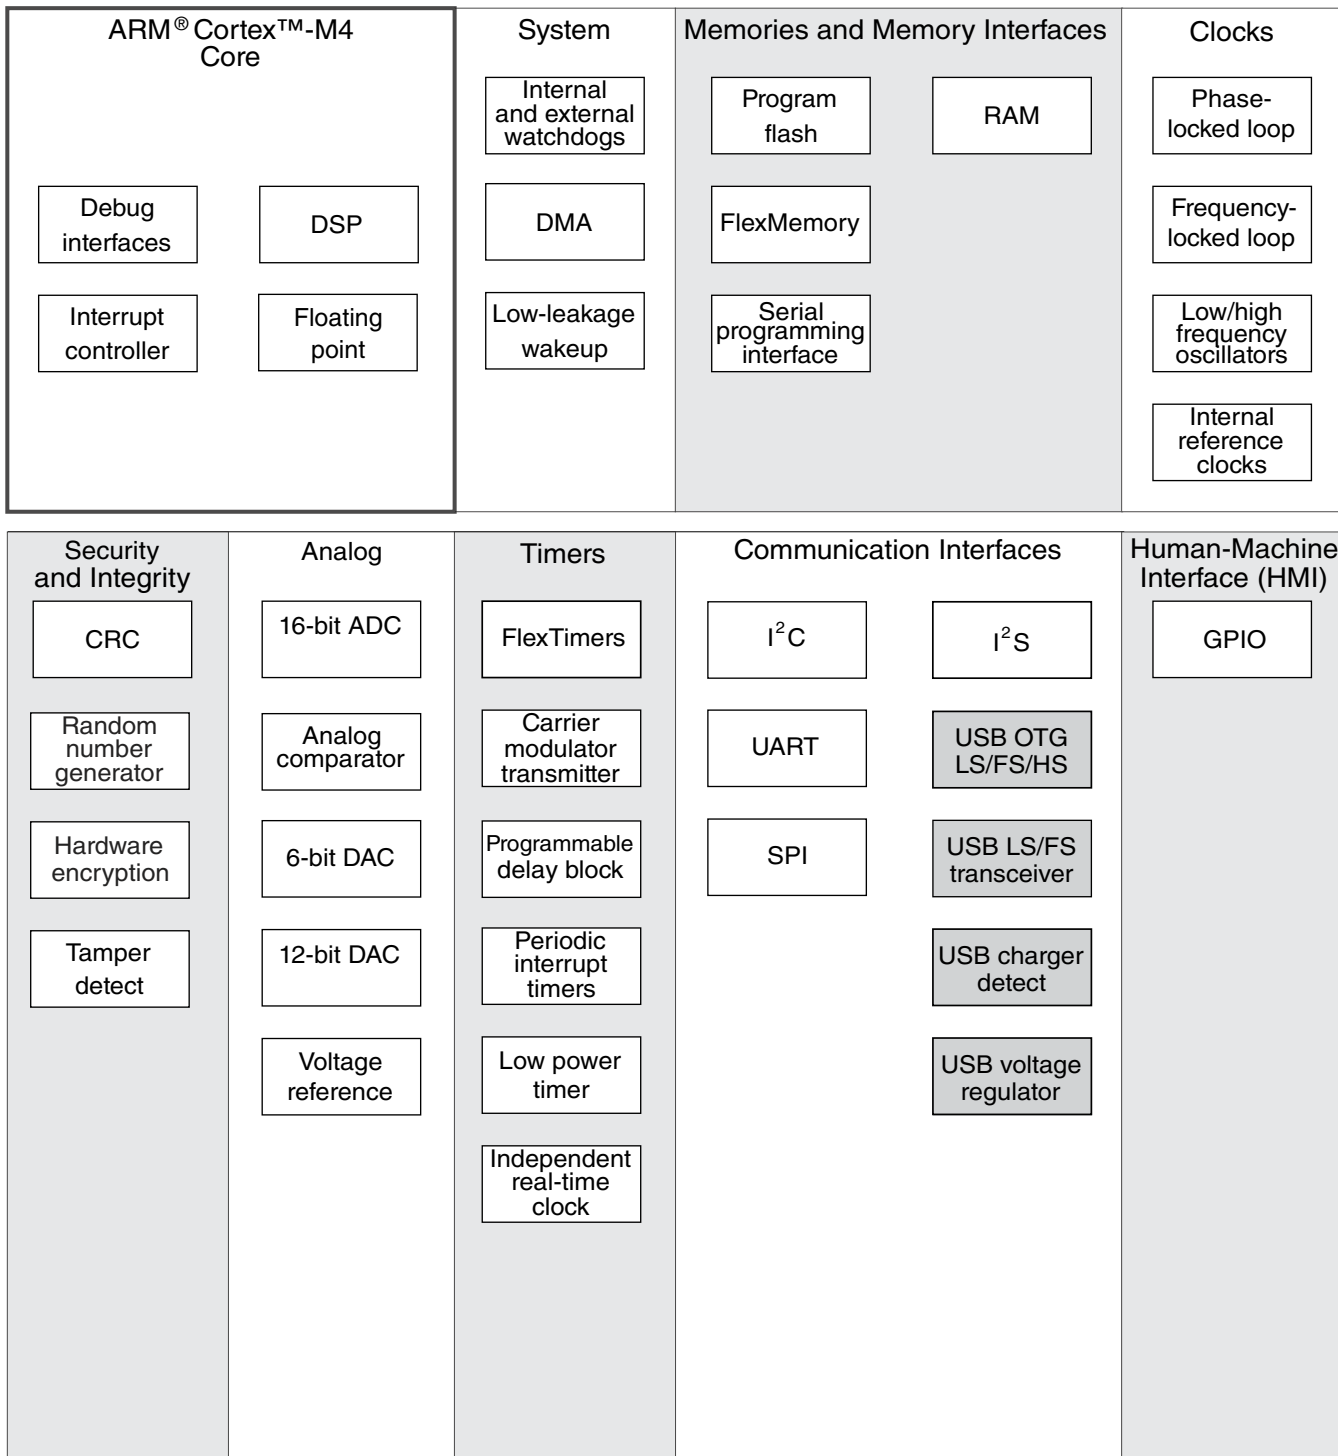 ARM® Cortex™-M4
Core
Debug
interfaces
DSP
Interrupt
controller
Floating
point
System
Internal
and external
watchdogs
DMA
Low-leakage
wakeup
Memories and Memory Interfaces
Program
flash
RAM
FlexMemory
Serial
programming
interface
Clocks
Phase-
locked loop
Frequency-
locked loop
Low/high
frequency
oscillators
Internal
reference
clocks
Security
and Integrity
CRC
Random
number
generator
Hardware
encryption
Tamper
detect
Analog
16-bit ADC
Analog
comparator
6-bit DAC
12-bit DAC
Voltage
reference
Timers
FlexTimers
Carrier
modulator
transmitter
Programmable
delay block
Periodic
interrupt
timers
Low power
timer
Independent
real-time
clock
Communication Interfaces
I²C
UART
SPI
I²S
USB OTG
LS/FS/HS
USB LS/FS
transceiver
USB charger
detect
USB voltage
regulator
Human-Machine
Interface (HMI)
GPIO